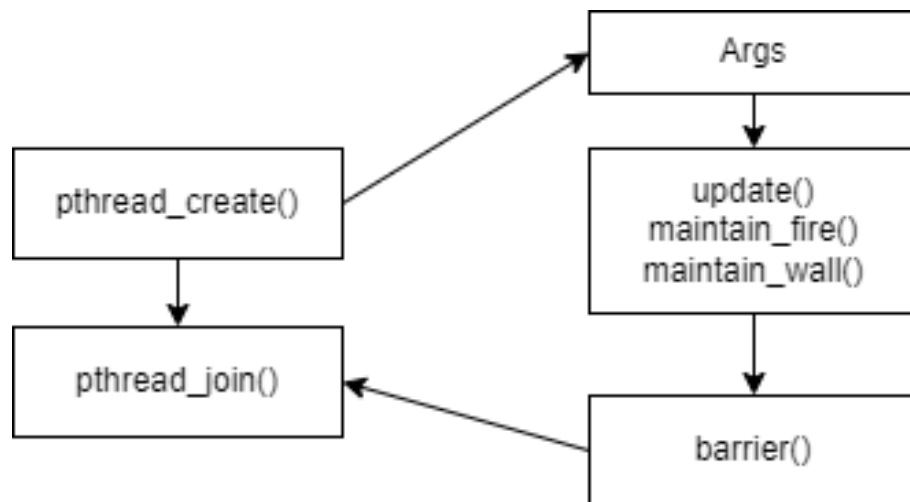 Args
pthread_create()
update()
maintain_fire()
maintain_wall()
pthread_join()
barrier()